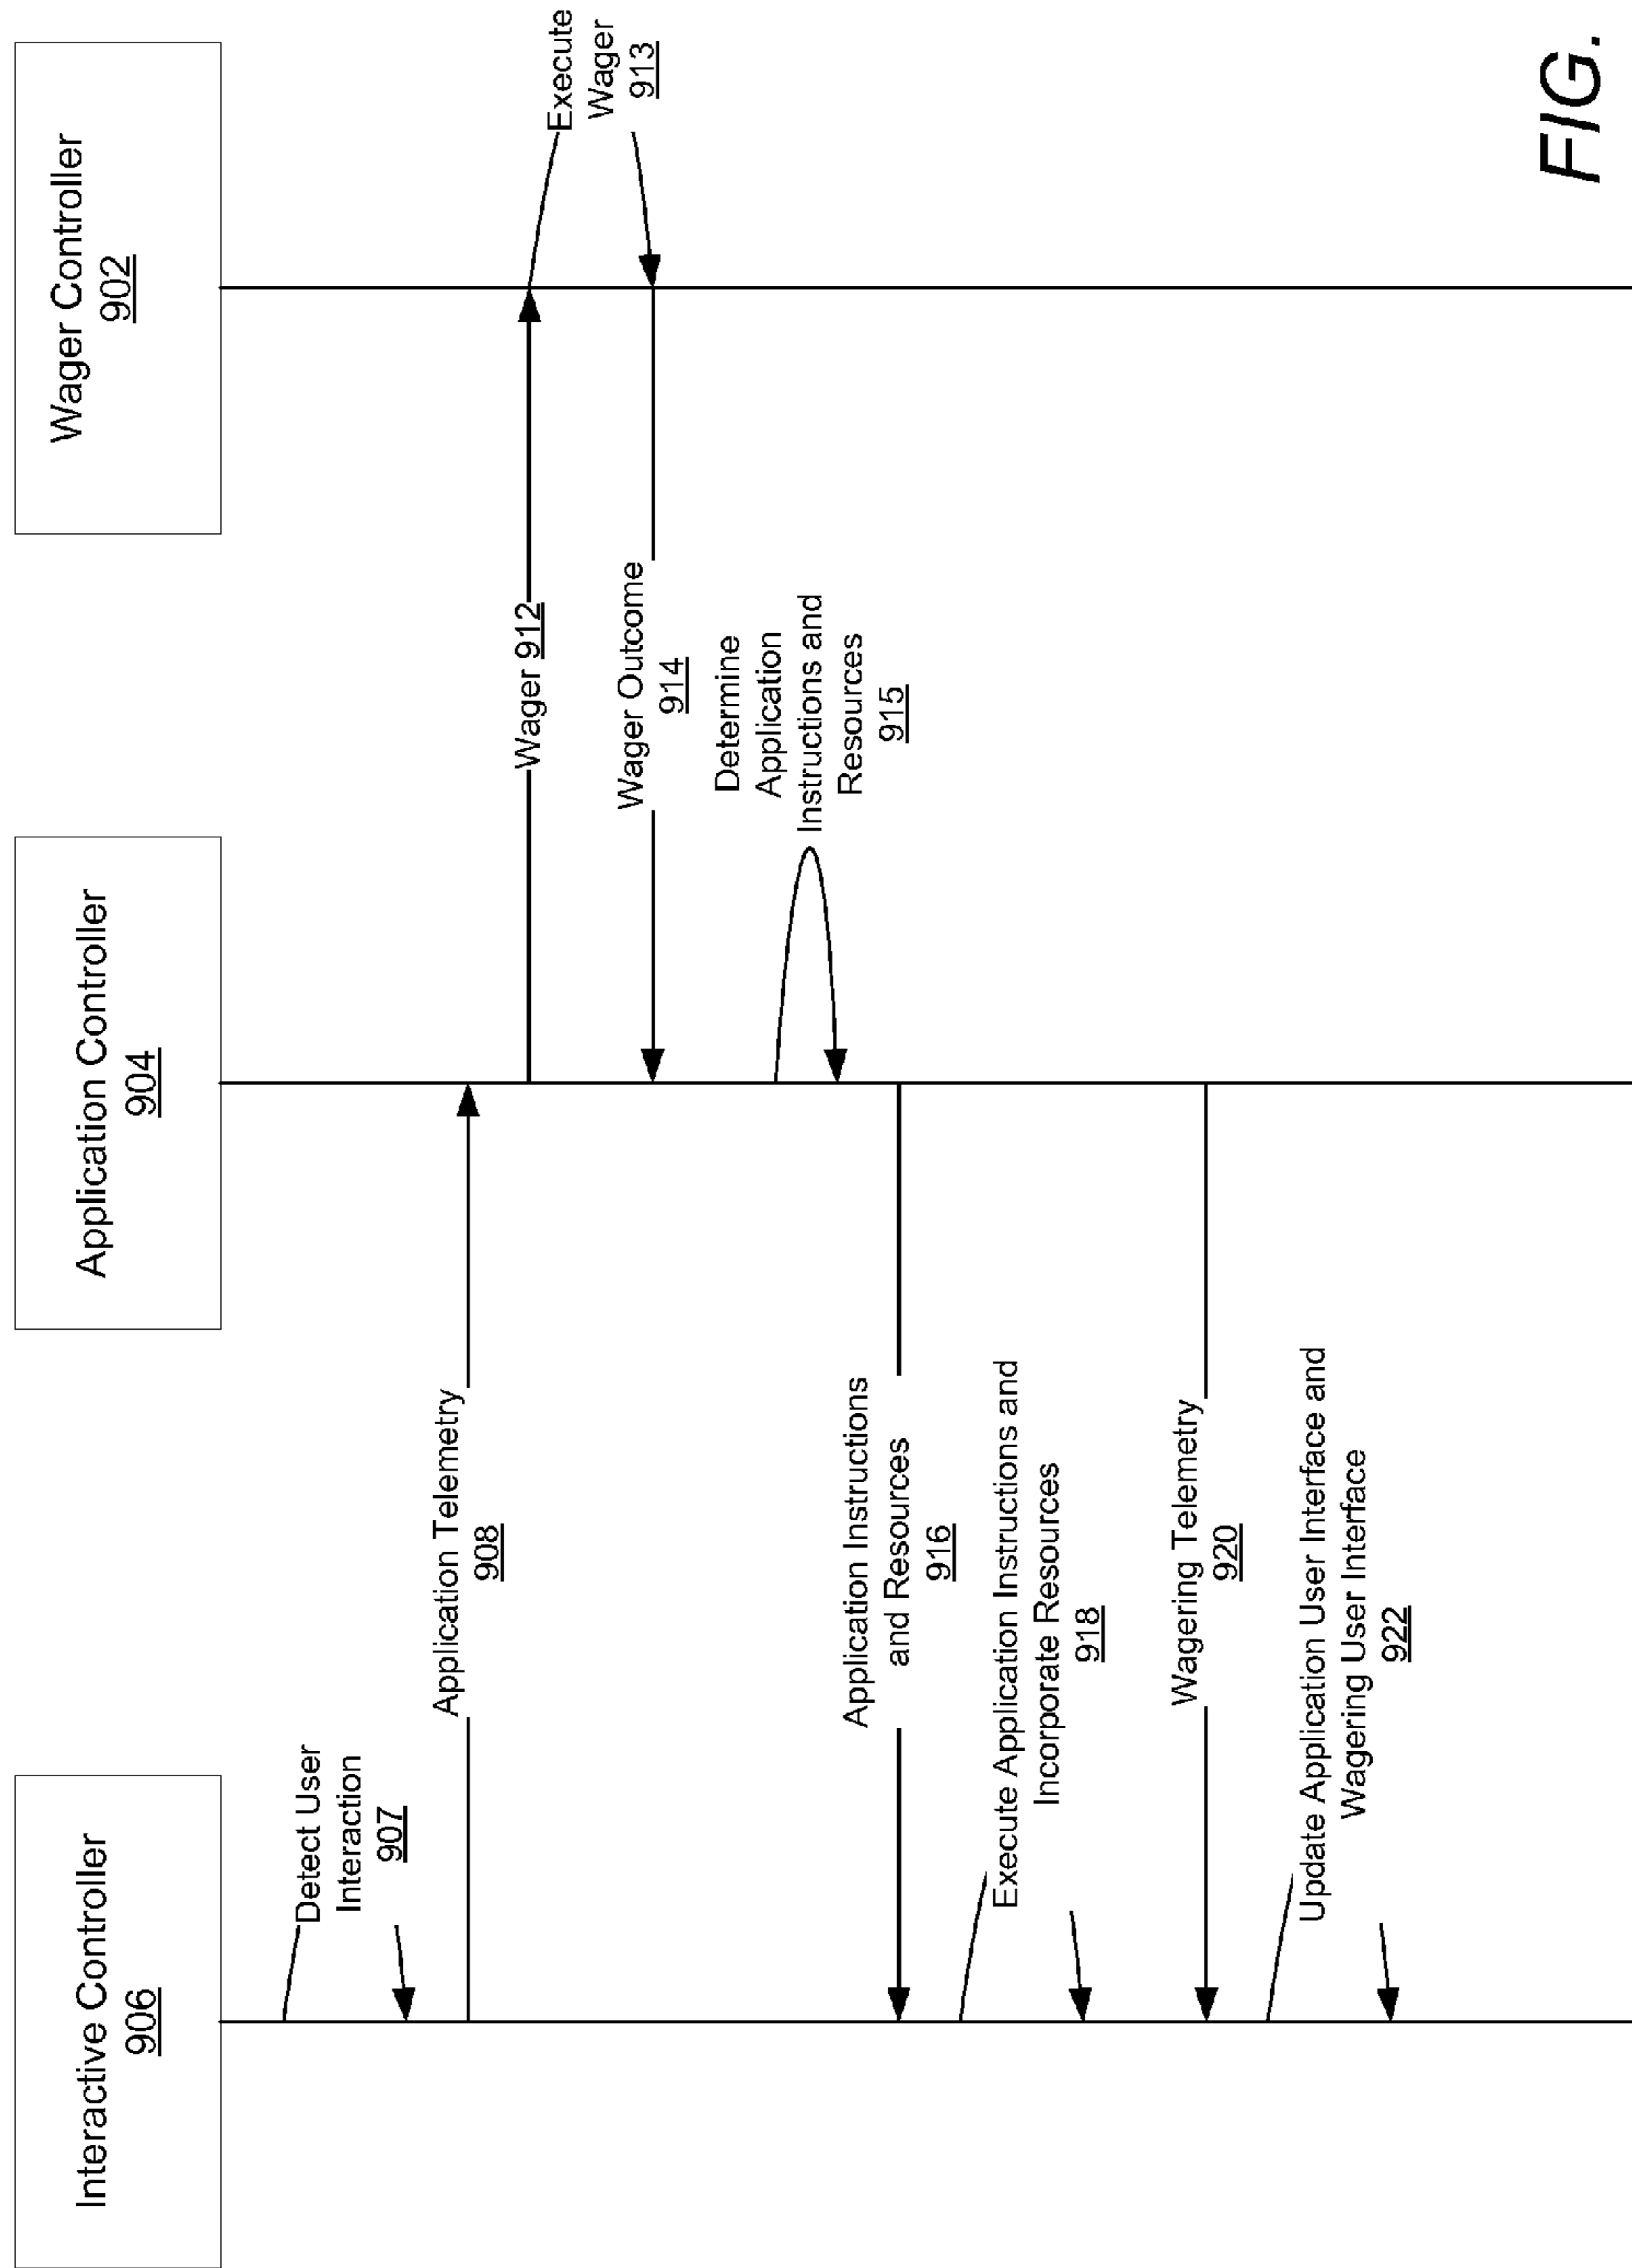 Interactive Controller
906
Application Controller
904
Wager Controller
902
Detect User
Interaction
907
Application Telemetry
908
Wager 912
Execute
Wager
913
Wager Outcome
914
Determine
Application
Instructions and
Resources
915
Application Instructions
and Resources
916
Execute Application Instructions and
Incorporate Resources
918
Wagering Telemetry
920
Update Application User Interface and
Wagering User Interface
922
FIG.